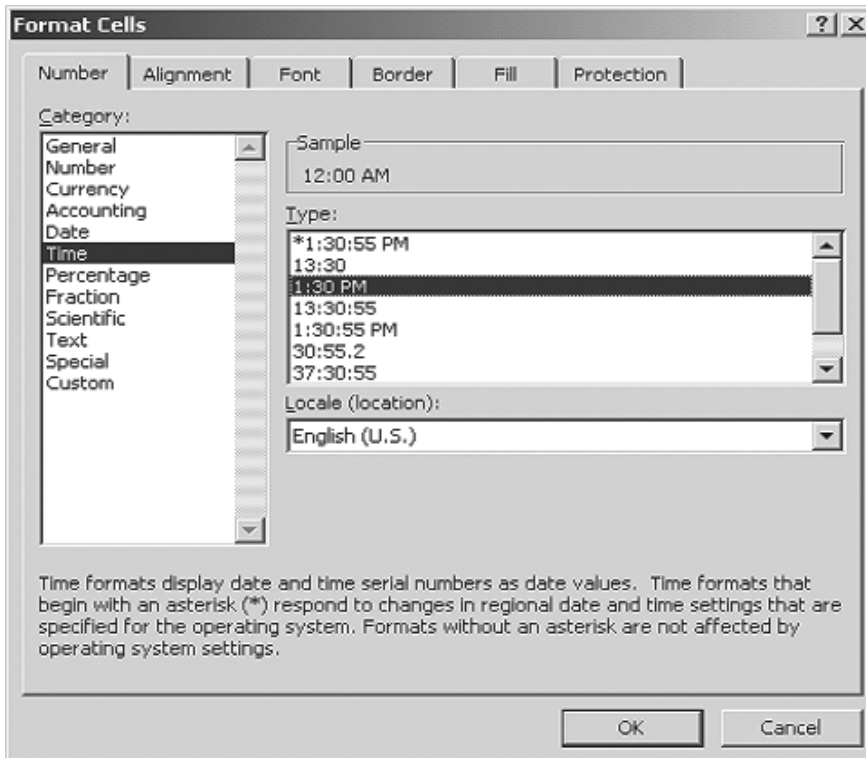 Format Cells
Number Alignment Font Border Fill Protection
Category:
General
Number
Currency
Accounting
Date
Time
Percentage
Fraction
Scientific
Text
Special
Custom
Sample
12:00 AM
Type:
*1:30:55 PM
13:30
1:30 PM
13:30:55
1:30:55 PM
30:55.2
37:30:55
Locale (location):
English (U.S.)
Time formats display date and time serial numbers as date values.  Time formats that
begin with an asterisk (*) respond to changes in regional date and time settings that are
specified for the operating system. Formats without an asterisk are not affected by
operating system settings.
OK Cancel